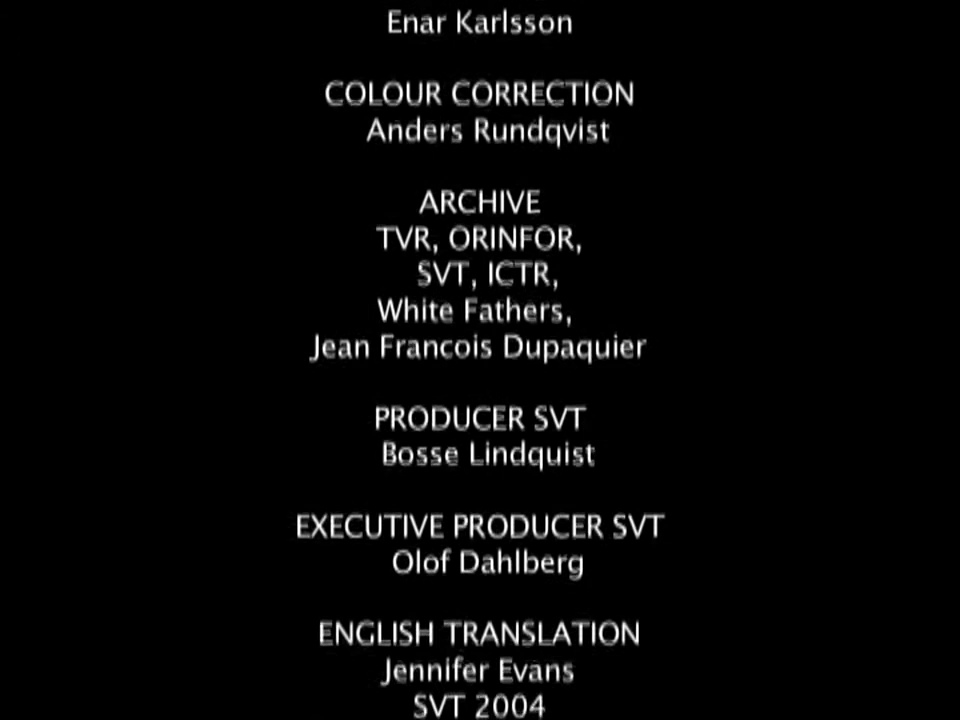 Enar Karlsson
COLOUR CORRECTION
Anders Rundqvist
ARCHIVE
TVR, ORINFOR,
SVT, ICTR,
White Fathers,
Jean Francois Dupaquier
PRODUCER SVT
Bosse Lindquist
EXECUTIVE PRODUCER SVT
Olof Dahlberg
ENGLISH TRANSLATION
Jennifer Evans
SVT 2004